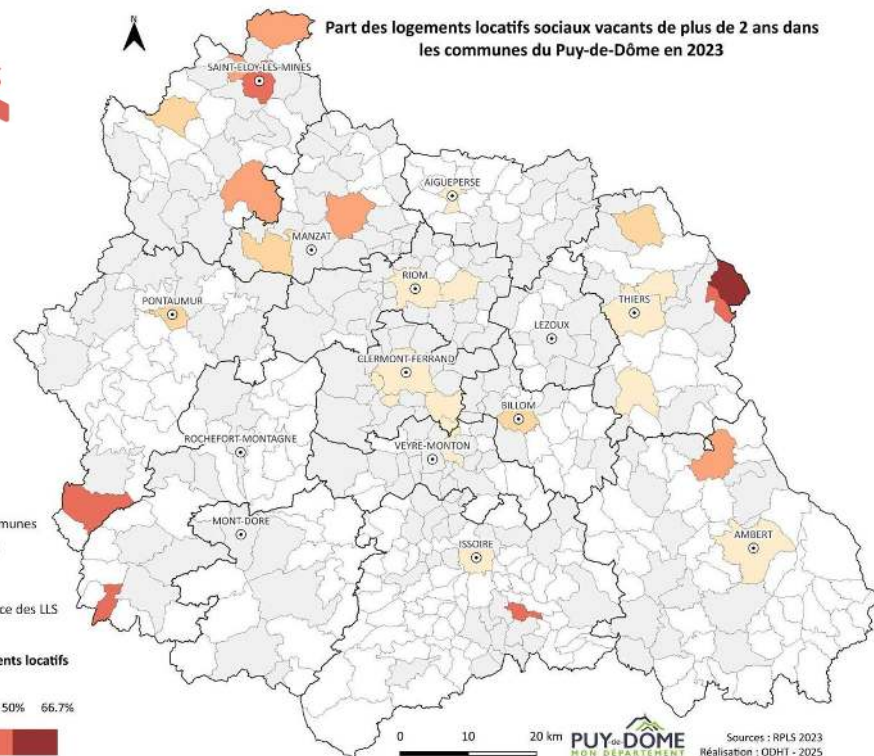 Part des logements locatifs sociaux vacants de plus de 2 ans dans
les communes du Puy-de-Dôme en 2023
N
SAINT-ELOY-LES-MINES
AIGUEPERSE
MANZAT
RIOM
PONTAUMUR
THIERS
LEZOUX
CLERMONT-FERRAND
BILLOM
ROCHEFORT-MONTAGNE
VEYRE-MONTON
MONT-DORE
ISSOIRE
AMBERT
munes
ce des LLS
ents locatifs
50% 66.7%
0 10 20 km
PUY-de-DÔME
MON DÉPARTEMENT
Sources : RPLS 2023
Réalisation : ODHT - 2025